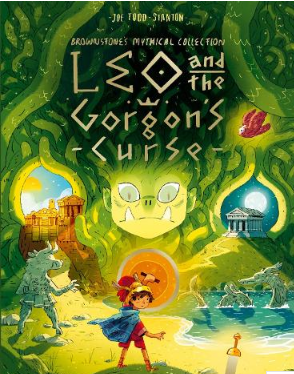 JOE TODD-STANTON
BROWNSTONE'S MYTHICAL COLLECTION
LEO and the
Gorgon's
-Curse-